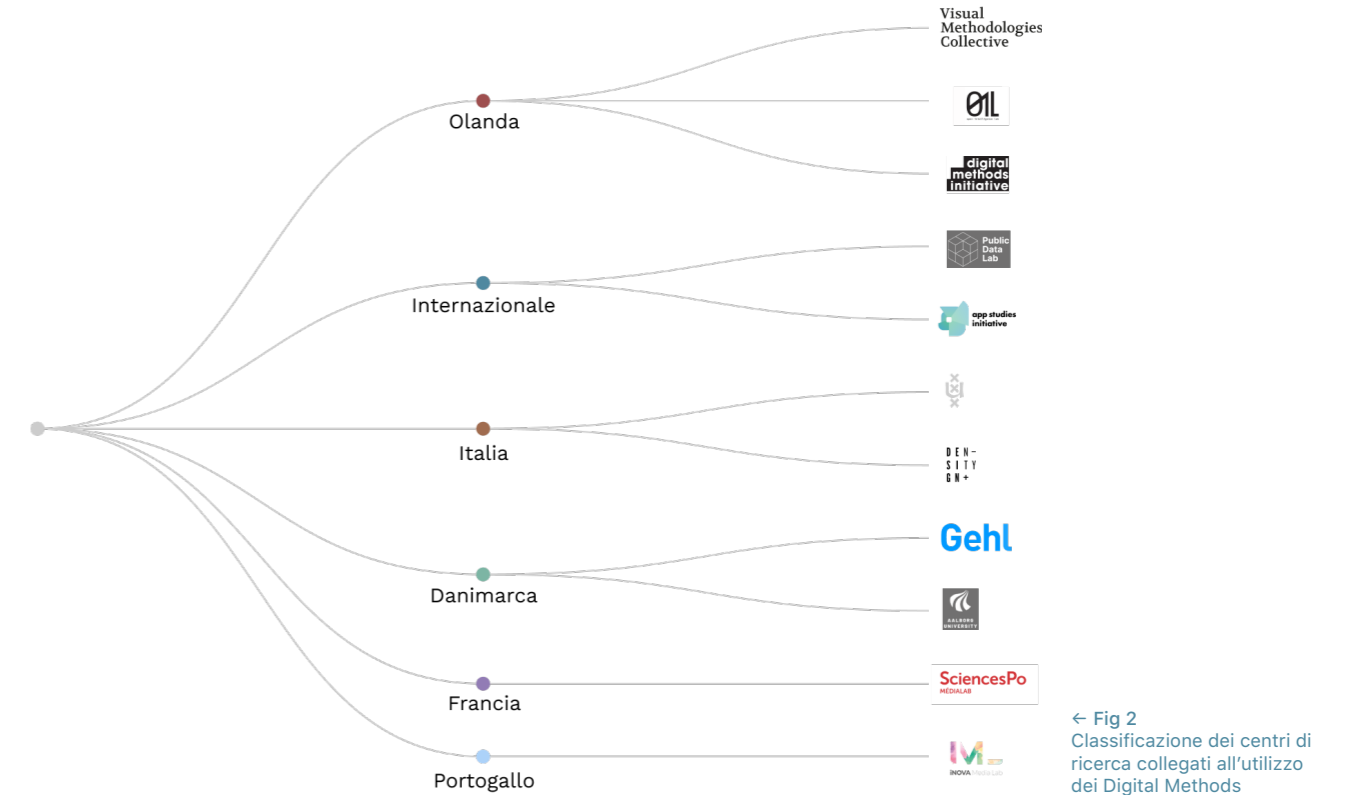 Visual
Methodologies
Collective
Olanda
digital
methods
initiative
Public
Data
Lab
Internazionale
app studies
initiative
Italia
DEN-
SITY
GN+
Gehl
Danimarca
AALBORG
UNIVERSITY
SciencesPo
MÉDIALAB
Francia
iNOVA Media Lab
Portogallo
← Fig 2
Classificazione dei centri di
ricerca collegati all’utilizzo
dei Digital Methods